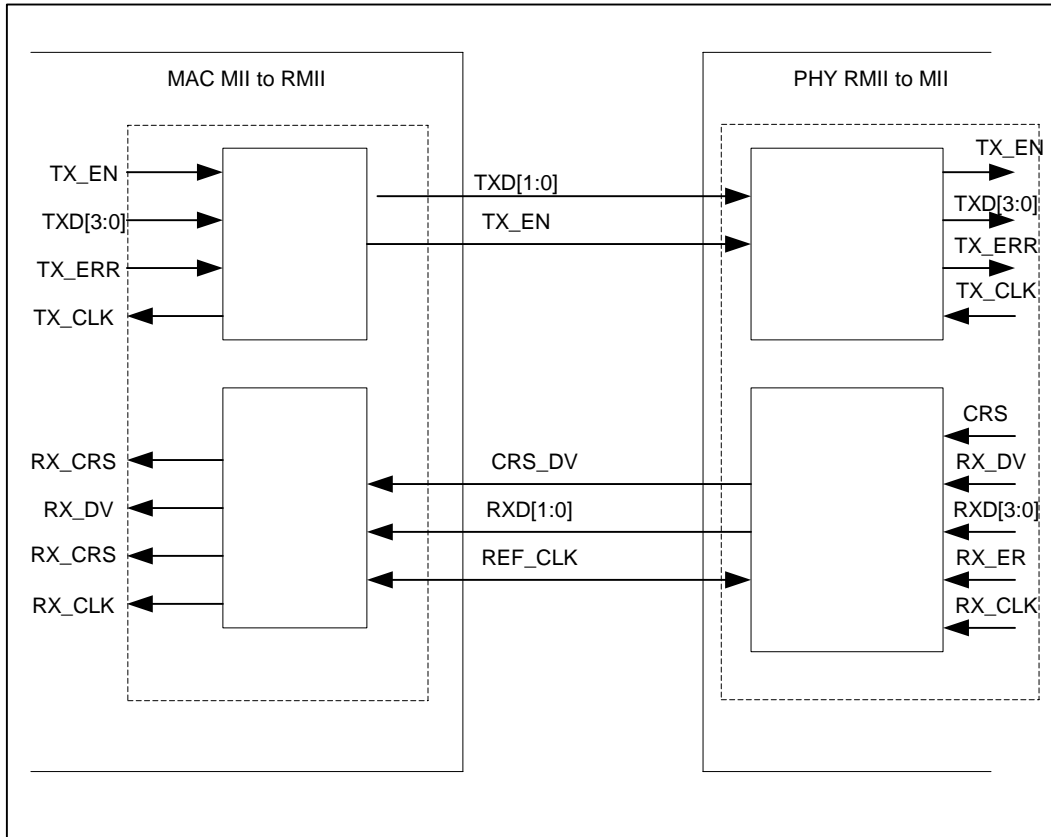 MAC MII to RMII
PHY RMII to MII
TX_EN
TXD[3:0]
TX_ERR
TX_CLK
TXD[1:0]
TX_EN
TX_EN
TXD[3:0]
TX_ERR
TX_CLK
RX_CRS
RX_DV
RX_CRS
RX_CLK
CRS_DV
RXD[1:0]
REF_CLK
CRS
RX_DV
RXD[3:0]
RX_ER
RX_CLK